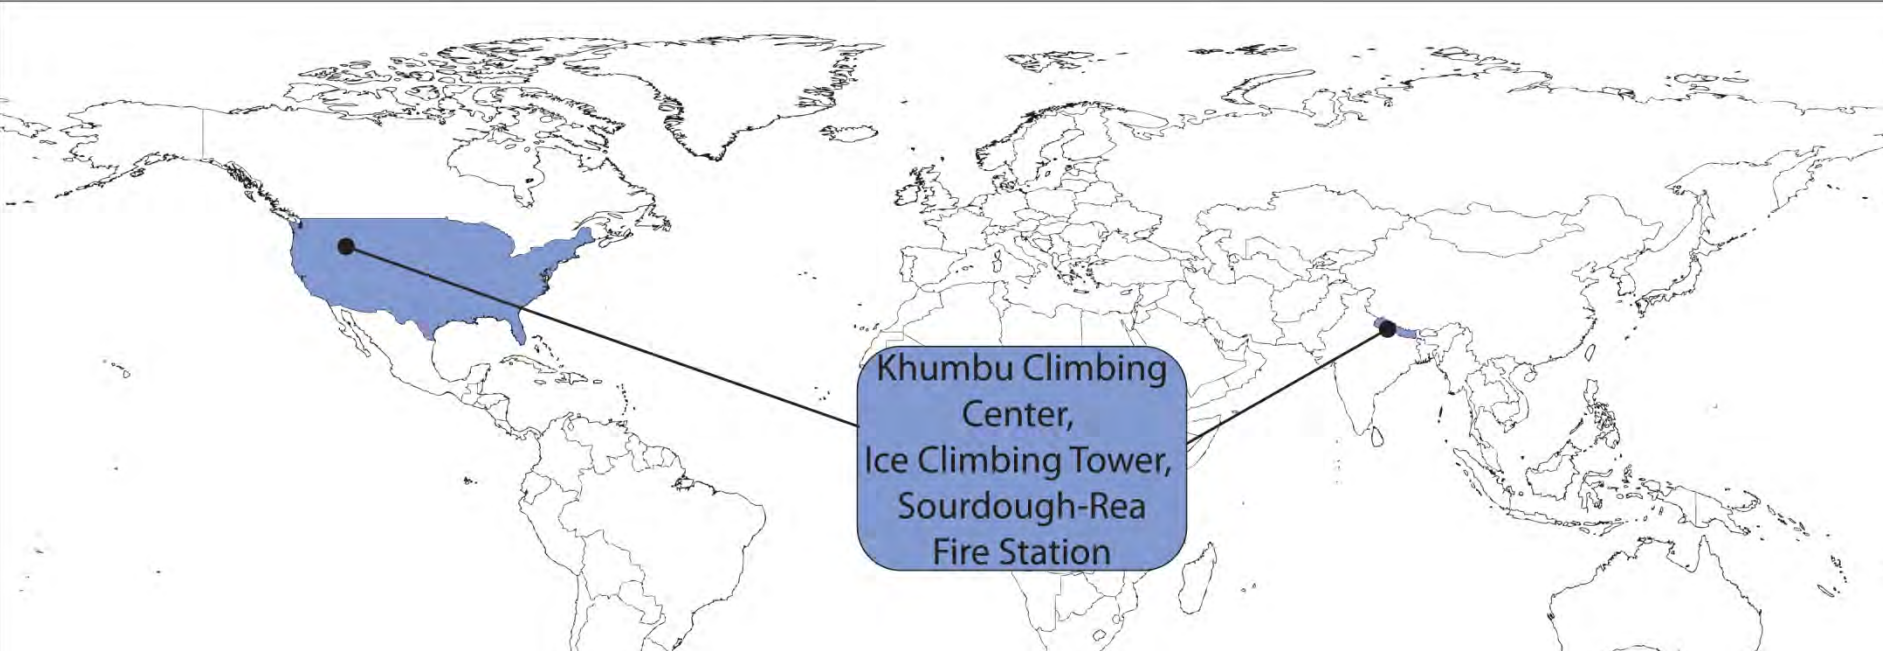 Khumbu Climbing
Center,
Ice Climbing Tower,
Sourdough-Rea
Fire Station